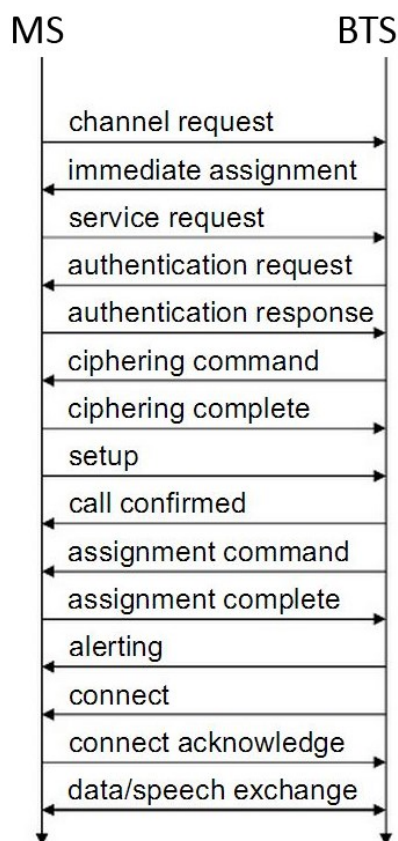 MS BTS
channel request
immediate assignment
service request
authentication request
authentication response
ciphering command
ciphering complete
setup
call confirmed
assignment command
assignment complete
alerting
connect
connect acknowledge
data/speech exchange